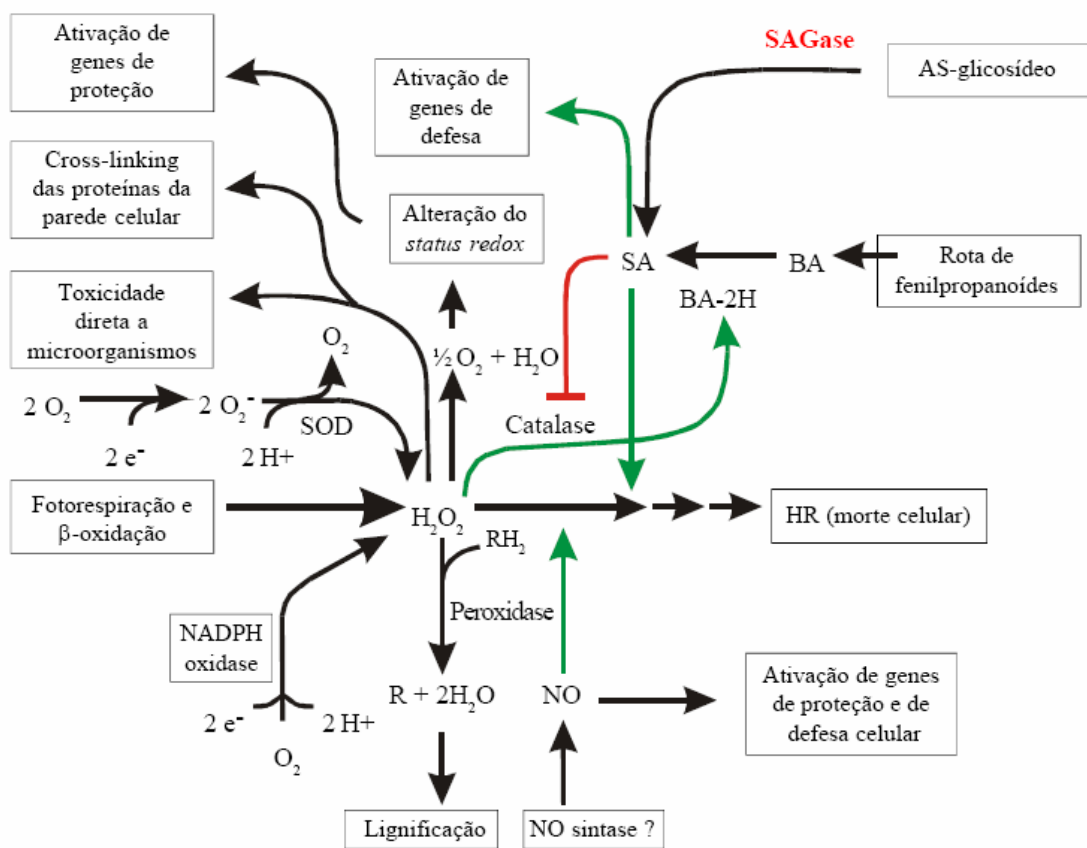 Ativação de
genes de
proteção
SAGase
AS-glicosídeo
Ativação de
genes de
defesa
Cross-linking
das proteínas da
parede celular
Alteração do
status redox
SA
BA
Rota de
fenilpropanoídes
BA-2H
Toxicidade
direta a
microorganismos
O₂
½ O₂ + H₂O
2 O₂
2 O₂⁻
SOD
Catalase
2 e⁻
2 H+
Fotorespiração e
β-oxidação
H₂O₂
HR (morte celular)
RH₂
Peroxidase
NADPH
oxidase
R + 2H₂O
NO
Ativação de genes
de proteção e de
defesa celular
2 e⁻
2 H+
O₂
Lignificação
NO sintase ?